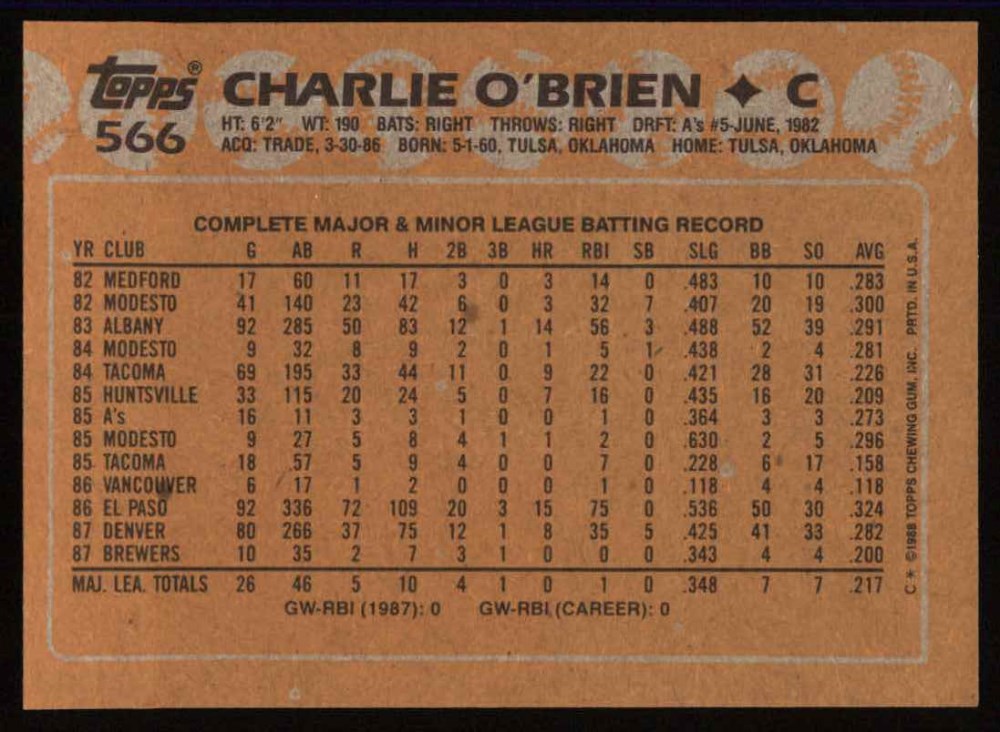 topps® CHARLIE O'BRIEN ✦ C
566
HT: 6'2" WT: 190 BATS: RIGHT THROWS: RIGHT DRFT: A's #5-JUNE, 1982
ACQ: TRADE, 3-30-86 BORN: 5-1-60, TULSA, OKLAHOMA HOME: TULSA, OKLAHOMA
COMPLETE MAJOR & MINOR LEAGUE BATTING RECORD
YR CLUB G AB R H 2B 3B HR RBI SB SLG BB SO AVG
82 MEDFORD 17 60 11 17 3 0 3 14 0 .483 10 10 .283
82 MODESTO 41 140 23 42 6 0 3 32 7 .407 20 19 .300
83 ALBANY 92 285 50 83 12 1 14 56 3 .488 52 39 .291
84 MODESTO 9 32 8 9 2 0 1 5 1 .438 2 4 .281
84 TACOMA 69 195 33 44 11 0 9 22 0 .421 28 31 .226
85 HUNTSVILLE 33 115 20 24 5 0 7 16 0 .435 16 20 .209
85 A's 16 11 3 3 1 0 0 1 0 .364 3 3 .273
85 MODESTO 9 27 5 8 4 1 1 2 0 .630 2 5 .296
85 TACOMA 18 57 5 9 4 0 0 7 0 .228 6 17 .158
86 VANCOUVER 6 17 1 2 0 0 0 1 0 .118 4 4 .118
86 EL PASO 92 336 72 109 20 3 15 75 0 .536 50 30 .324
87 DENVER 80 266 37 75 12 1 8 35 5 .425 41 33 .282
87 BREWERS 10 35 2 7 3 1 0 0 0 .343 4 4 .200
MAJ. LEA. TOTALS 26 46 5 10 4 1 0 1 0 .348 7 7 .217
GW-RBI (1987): 0 GW-RBI (CAREER): 0
C * ©1988 TOPPS CHEWING GUM, INC. PRTD. IN U.S.A.